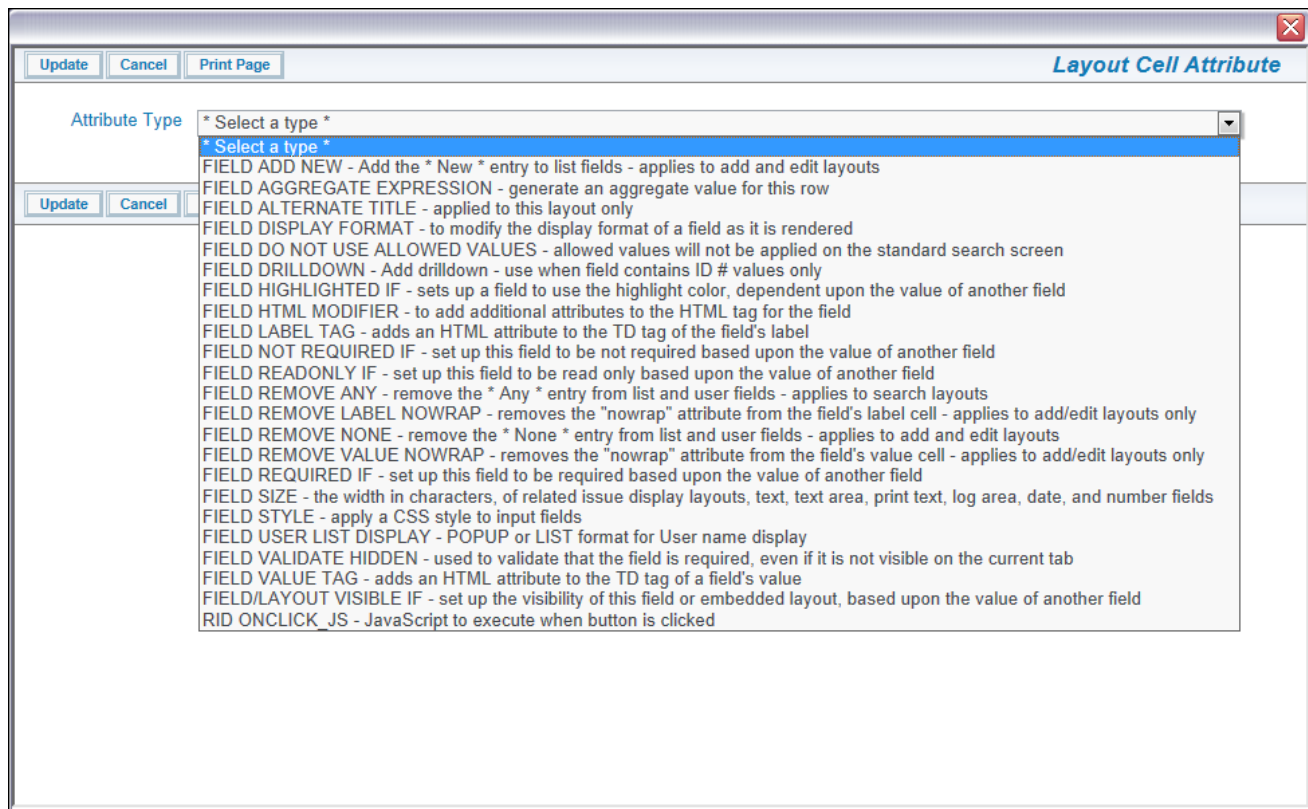 Update Cancel Print Page Layout Cell Attribute
Attribute Type * Select a type *
* Select a type *
FIELD ADD NEW - Add the * New * entry to list fields - applies to add and edit layouts
FIELD AGGREGATE EXPRESSION - generate an aggregate value for this row
Update Cancel
FIELD ALTERNATE TITLE - applied to this layout only
FIELD DISPLAY FORMAT - to modify the display format of a field as it is rendered
FIELD DO NOT USE ALLOWED VALUES - allowed values will not be applied on the standard search screen
FIELD DRILLDOWN - Add drilldown - use when field contains ID # values only
FIELD HIGHLIGHTED IF - sets up a field to use the highlight color, dependent upon the value of another field
FIELD HTML MODIFIER - to add additional attributes to the HTML tag for the field
FIELD LABEL TAG - adds an HTML attribute to the TD tag of the field's label
FIELD NOT REQUIRED IF - set up this field to be not required based upon the value of another field
FIELD READONLY IF - set up this field to be read only based upon the value of another field
FIELD REMOVE ANY - remove the * Any * entry from list and user fields - applies to search layouts
FIELD REMOVE LABEL NOWRAP - removes the "nowrap" attribute from the field's label cell - applies to add/edit layouts only
FIELD REMOVE NONE - remove the * None * entry from list and user fields - applies to add and edit layouts
FIELD REMOVE VALUE NOWRAP - removes the "nowrap" attribute from the field's value cell - applies to add/edit layouts only
FIELD REQUIRED IF - set up this field to be required based upon the value of another field
FIELD SIZE - the width in characters, of related issue display layouts, text, text area, print text, log area, date, and number fields
FIELD STYLE - apply a CSS style to input fields
FIELD USER LIST DISPLAY - POPUP or LIST format for User name display
FIELD VALIDATE HIDDEN - used to validate that the field is required, even if it is not visible on the current tab
FIELD VALUE TAG - adds an HTML attribute to the TD tag of a field's value
FIELD/LAYOUT VISIBLE IF - set up the visibility of this field or embedded layout, based upon the value of another field
RID ONCLICK_JS - JavaScript to execute when button is clicked